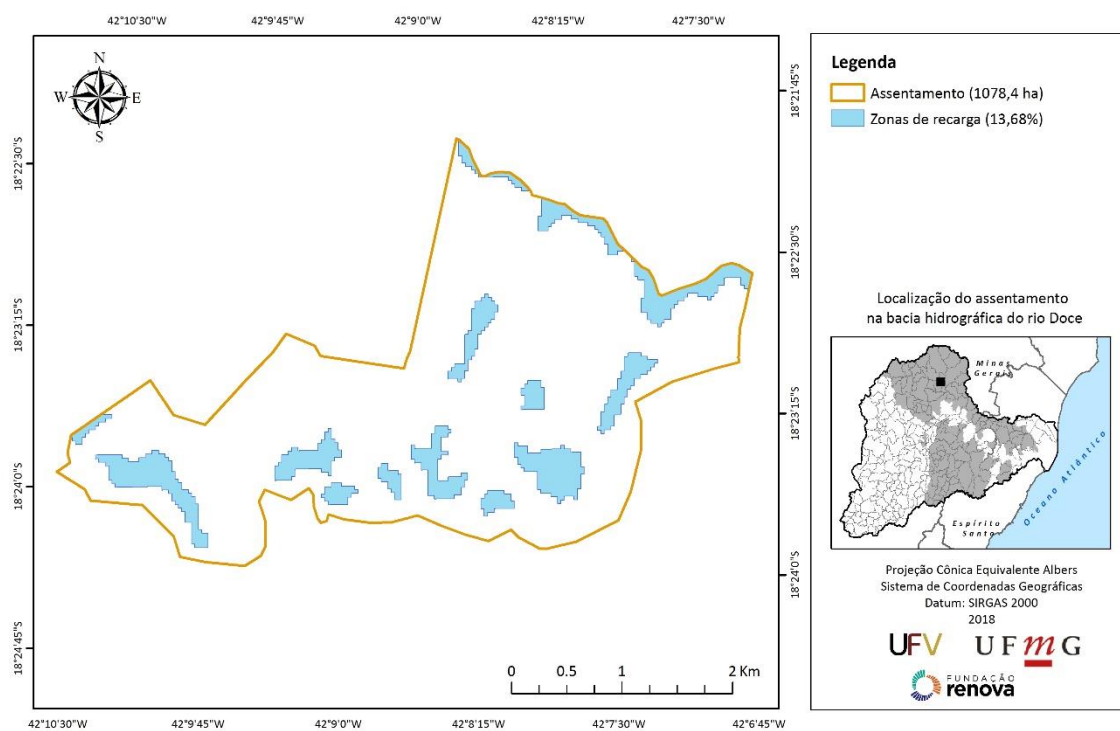 42°10'30"W 42°9'45"W 42°9'0"W 42°8'15"W 42°7'30"W
N
W E
S
18°22'30"S
18°23'15"S
18°24'0"S
18°24'45"S
18°21'45"S
18°22'30"S
18°23'15"S
18°24'0"S
0 0.5 1 2 Km
42°10'30"W 42°9'45"W 42°9'0"W 42°8'15"W 42°7'30"W 42°6'45"W
Legenda
Assentamento (1078,4 ha)
Zonas de recarga (13,68%)
Localização do assentamento
na bacia hidrográfica do rio Doce
Minas
Gerais
Oceano Atlântico
Espírito
Santo
Projeção Cônica Equivalente Albers
Sistema de Coordenadas Geográficas
Datum: SIRGAS 2000
2018
UFV UFmG
FUNDAÇÃO
renova